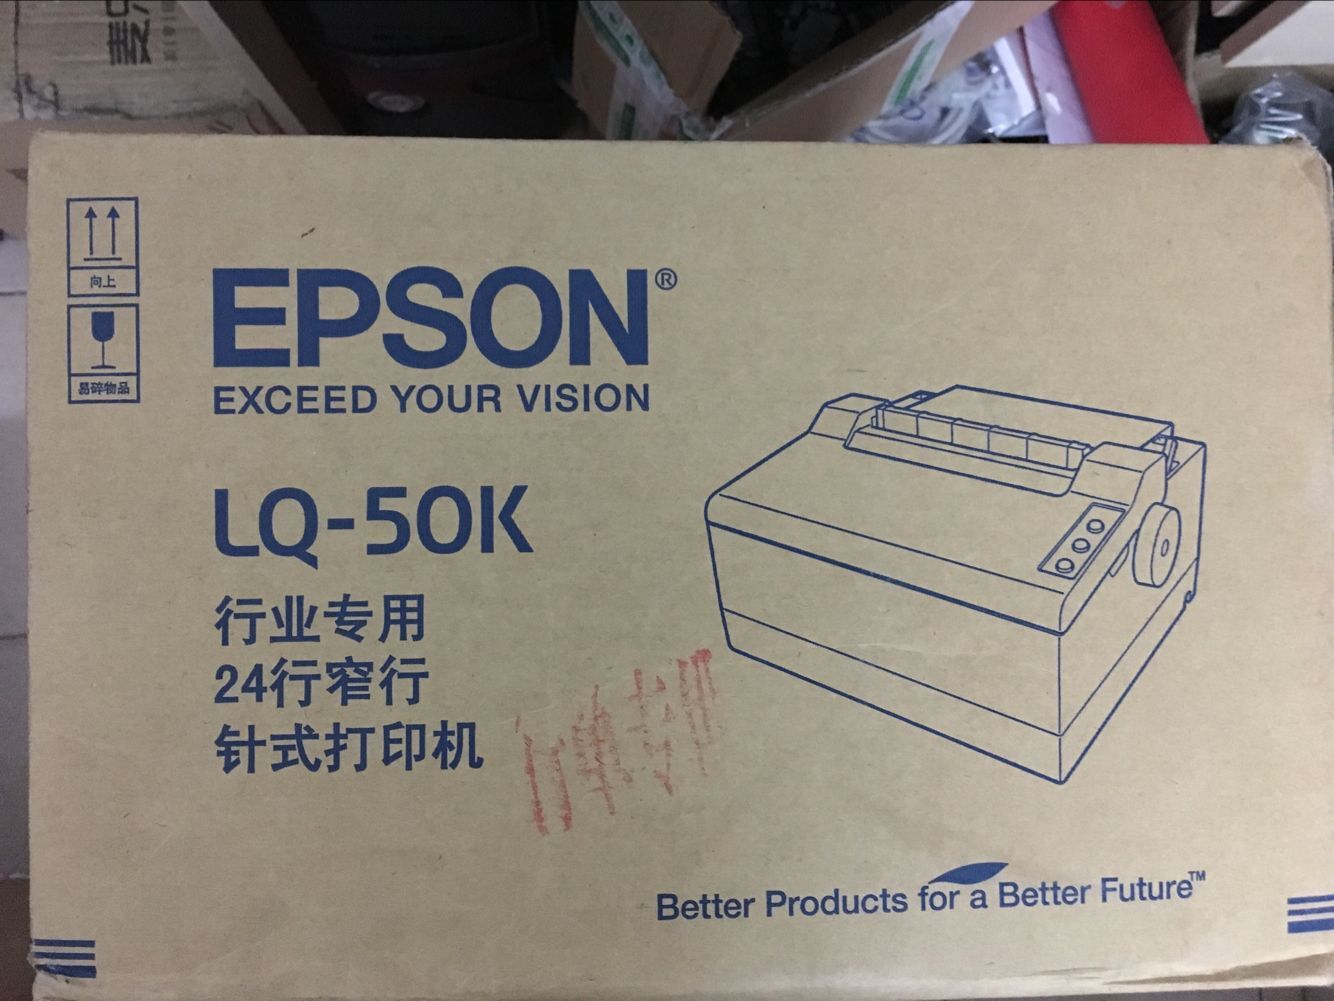 向上
易碎物品
EPSON®
EXCEED YOUR VISION
LQ-50K
行业专用
24行窄行
针式打印机
Better Products for a Better Future™